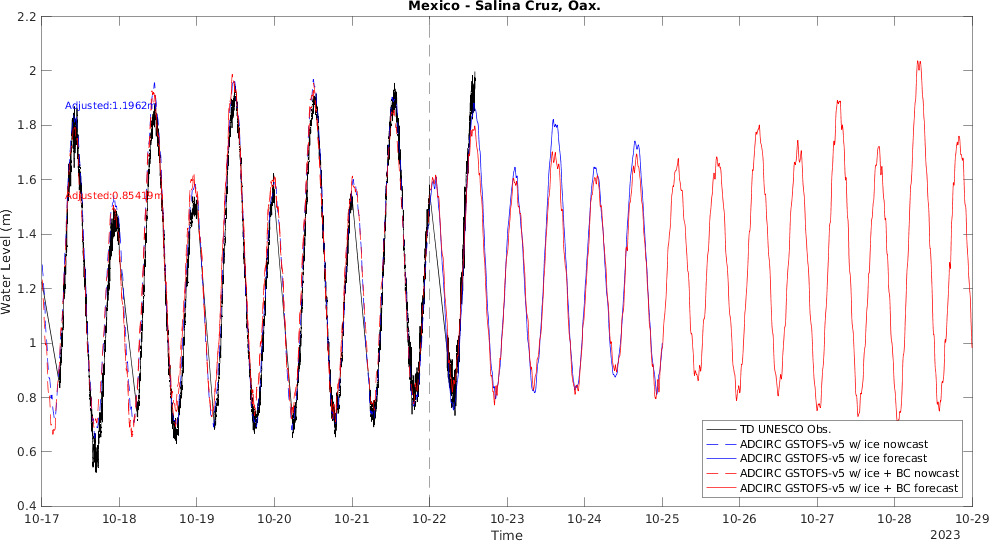 Mexico - Salina Cruz, Oax.
2.2
2
1.8
1.6
1.4
1.2
1
0.8
0.6
0.4
Water Level (m)
Adjusted:1.1962m
Adjusted:0.85419m
TD UNESCO Obs.
ADCIRC GSTOFS-v5 w/ ice nowcast
ADCIRC GSTOFS-v5 w/ ice forecast
ADCIRC GSTOFS-v5 w/ ice + BC nowcast
ADCIRC GSTOFS-v5 w/ ice + BC forecast
10-17 10-18 10-19 10-20 10-21 10-22 10-23 10-24 10-25 10-26 10-27 10-28 10-29
Time
2023